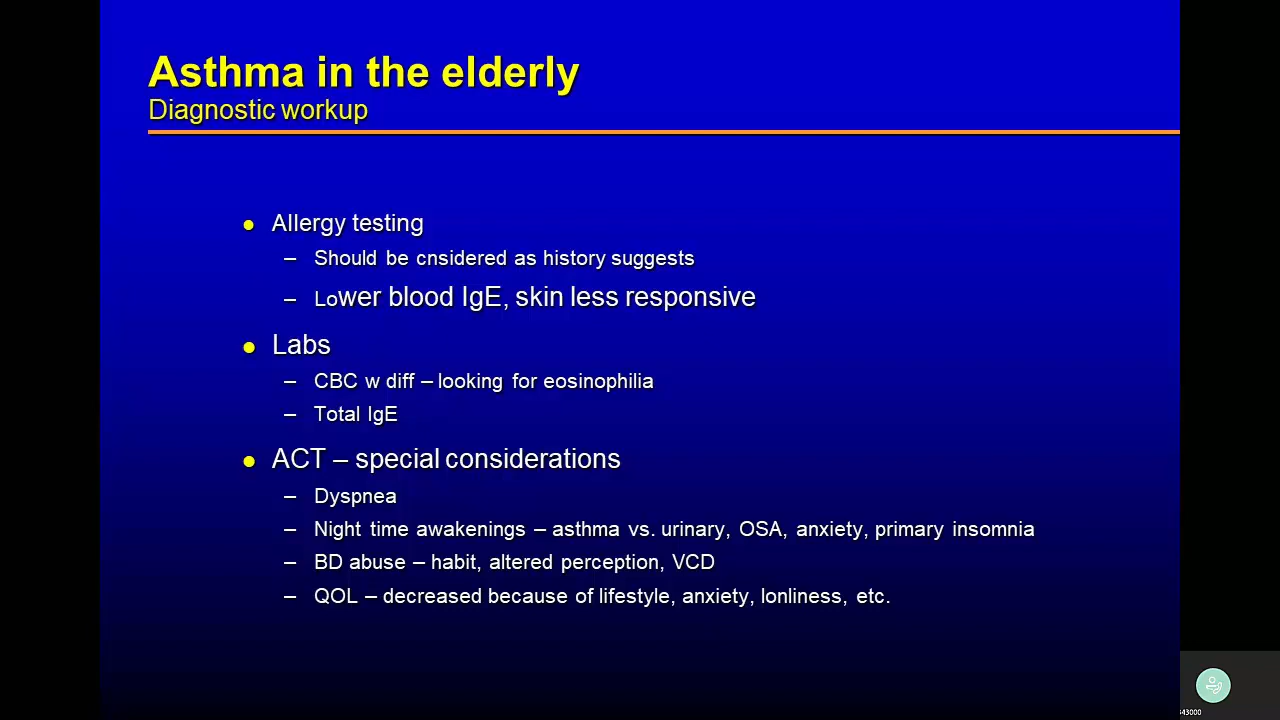 Asthma in the elderly
Diagnostic workup
● Allergy testing
– Should be cnsidered as history suggests
– Lower blood IgE, skin less responsive
● Labs
– CBC w diff – looking for eosinophilia
– Total IgE
● ACT – special considerations
– Dyspnea
– Night time awakenings – asthma vs. urinary, OSA, anxiety, primary insomnia
– BD abuse – habit, altered perception, VCD
– QOL – decreased because of lifestyle, anxiety, lonliness, etc.